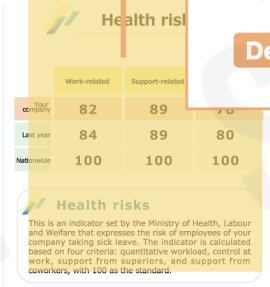 Health risk
De
Work-related Support-related
Your company 82 89
Last year 84 89 80
Nationwide 100 100 100
Health risks
This is an indicator set by the Ministry of Health, Labour
and Welfare that expresses the risk of employees of your
company taking sick leave. The indicator is calculated
based on four criteria: quantitative workload, control at
work, support from superiors, and support from
coworkers, with 100 as the standard.